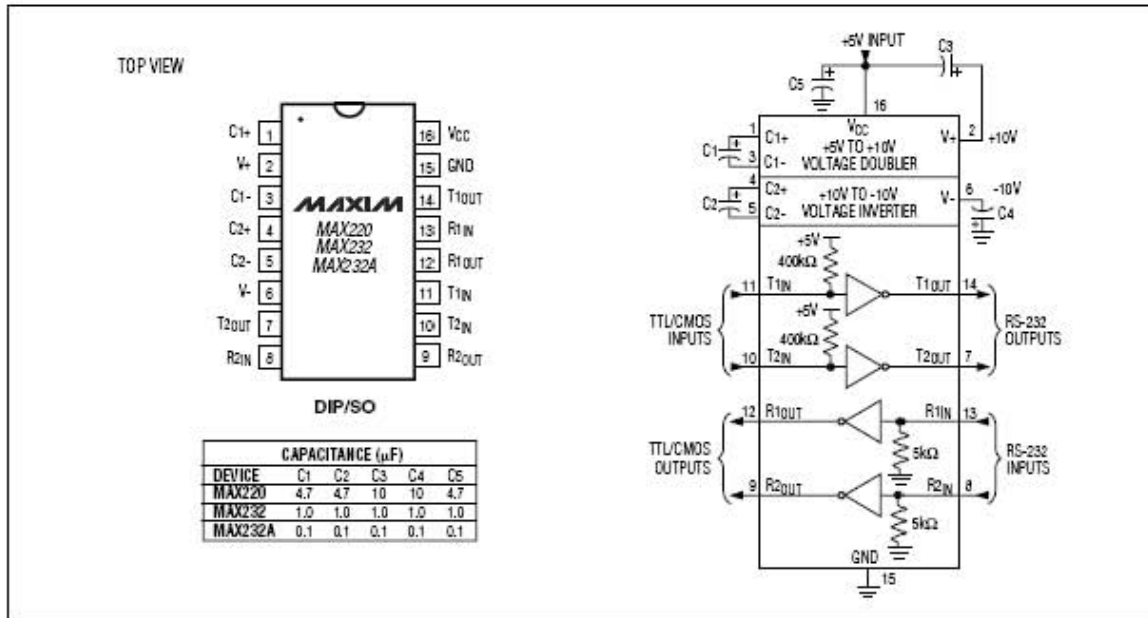 TOP VIEW
C1+ 1
V+ 2
C1- 3
C2+ 4
C2- 5
V- 6
T2OUT 7
R2IN 8
16 VCC
15 GND
14 T1OUT
13 R1IN
12 R1OUT
11 T1IN
10 T2IN
9 R2OUT
MAXIM
MAX220
MAX232
MAX232A
DIP/SO
CAPACITANCE (µF)
DEVICE C1 C2 C3 C4 C5
MAX220 4.7 4.7 10 10 4.7
MAX232 1.0 1.0 1.0 1.0 1.0
MAX232A 0.1 0.1 0.1 0.1 0.1
+5V INPUT
C3
+
C5
+
16
VCC
1
C1+
C1
+
3
C1-
+5V TO +10V
VOLTAGE DOUBLER
V+
2
+10V
4
C2+
C2
+
5
C2-
+10V TO -10V
VOLTAGE INVERTIER
V-
6
-10V
C4
+
+5V
400kΩ
11 T1IN
T1OUT 14
+5V
400kΩ
10 T2IN
T2OUT 7
TTL/CMOS
INPUTS
RS-232
OUTPUTS
12 R1OUT
R1IN 13
5kΩ
9 R2OUT
R2IN 8
5kΩ
TTL/CMOS
OUTPUTS
RS-232
INPUTS
GND
15